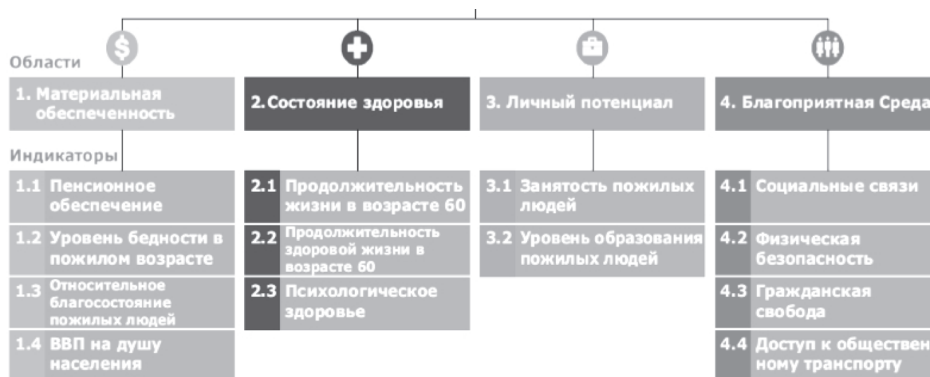 Области
1. Материальная
обеспеченность
2.Состояние здоровья
3. Личный потенциал
4. Благоприятная Среда
Индикаторы
1.1 Пенсионное
обеспечение
1.2 Уровень бедности в
пожилом возрасте
1.3 Относительное
благосостояние
пожилых людей
1.4 ВВП на душу
населения
2.1 Продолжительность
жизни в возрасте 60
2.2 Продолжительность
здоровой жизни в
возрасте 60
2.3 Психологическое
здоровье
3.1 Занятость пожилых
людей
3.2 Уровень образования
пожилых людей
4.1 Социальные связи
4.2 Физическая
безопасность
4.3 Гражданская
свобода
4.4 Доступ к обществен
ному транспорту